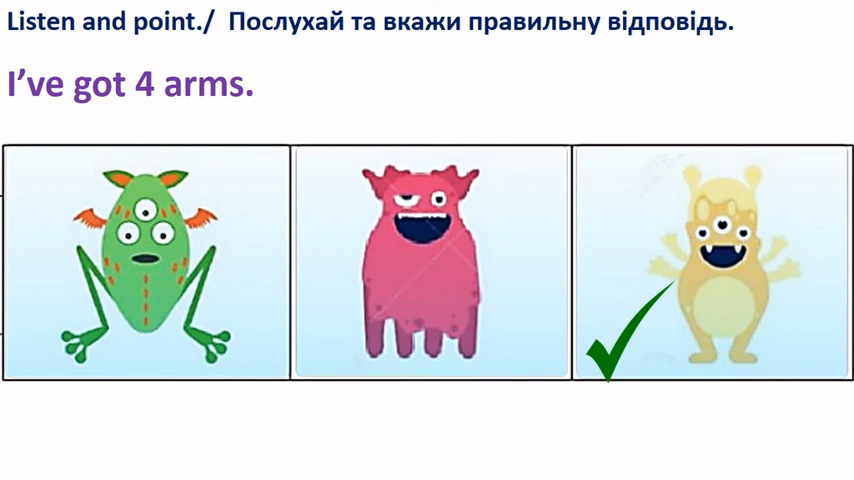 Listen and point./ Послухай та вкажи правильну відповідь.
I’ve got 4 arms.